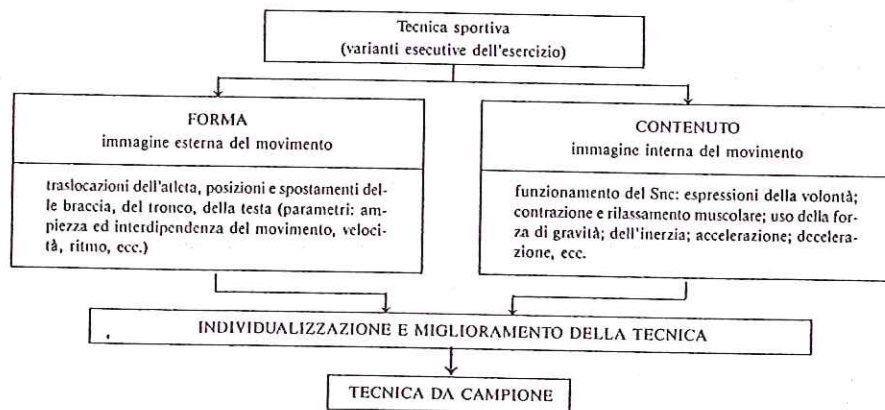 Tecnica sportiva
(varianti esecutive dell'esercizio)
FORMA
immagine esterna del movimento
traslocazioni dell'atleta, posizioni e spostamenti del-
le braccia, del tronco, della testa (parametri: am-
piezza ed interdipendenza del movimento, veloci-
tà, ritmo, ecc.)
CONTENUTO
immagine interna del movimento
funzionamento del Snc: espressioni della volontà;
contrazione e rilassamento muscolare; uso della for-
za di gravità; dell'inerzia; accelerazione; decelera-
zione, ecc.
INDIVIDUALIZZAZIONE E MIGLIORAMENTO DELLA TECNICA
TECNICA DA CAMPIONE